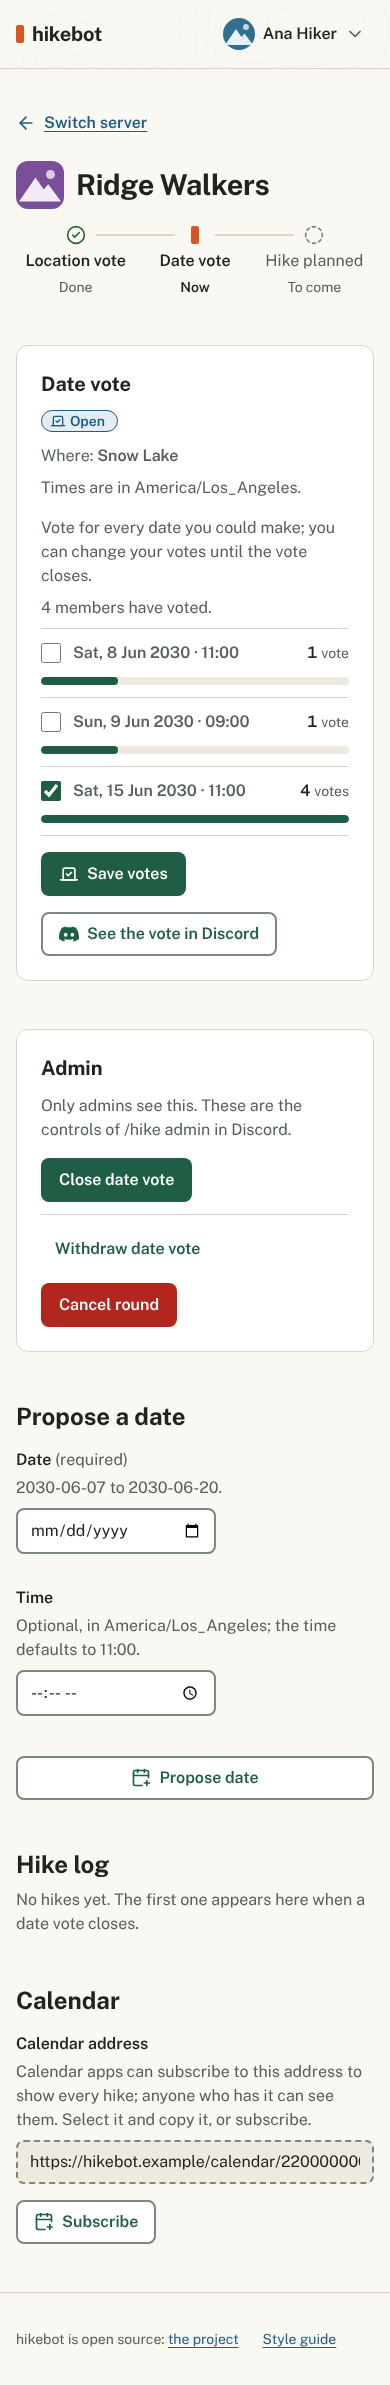 hikebot
Ana Hiker
Switch server
Ridge Walkers
Location vote
Date vote
Hike planned
Done
Now
To come
Date vote
Open
Where: Snow Lake
Times are in America/Los_Angeles.
Vote for every date you could make; you
can change your votes until the vote
closes.
4 members have voted.
Sat, 8 Jun 2030 · 11:00 1 vote
Sun, 9 Jun 2030 · 09:00 1 vote
Sat, 15 Jun 2030 · 11:00 4 votes
Save votes
See the vote in Discord
Admin
Only admins see this. These are the
controls of /hike admin in Discord.
Close date vote
Withdraw date vote
Cancel round
Propose a date
Date (required)
2030-06-07 to 2030-06-20.
mm/dd/yyyy
Time
Optional, in America/Los_Angeles; the time
defaults to 11:00.
--:-- --
Propose date
Hike log
No hikes yet. The first one appears here when a
date vote closes.
Calendar
Calendar address
Calendar apps can subscribe to this address to
show every hike; anyone who has it can see
them. Select it and copy it, or subscribe.
https://hikebot.example/calendar/22000000
Subscribe
hikebot is open source: the project
Style guide